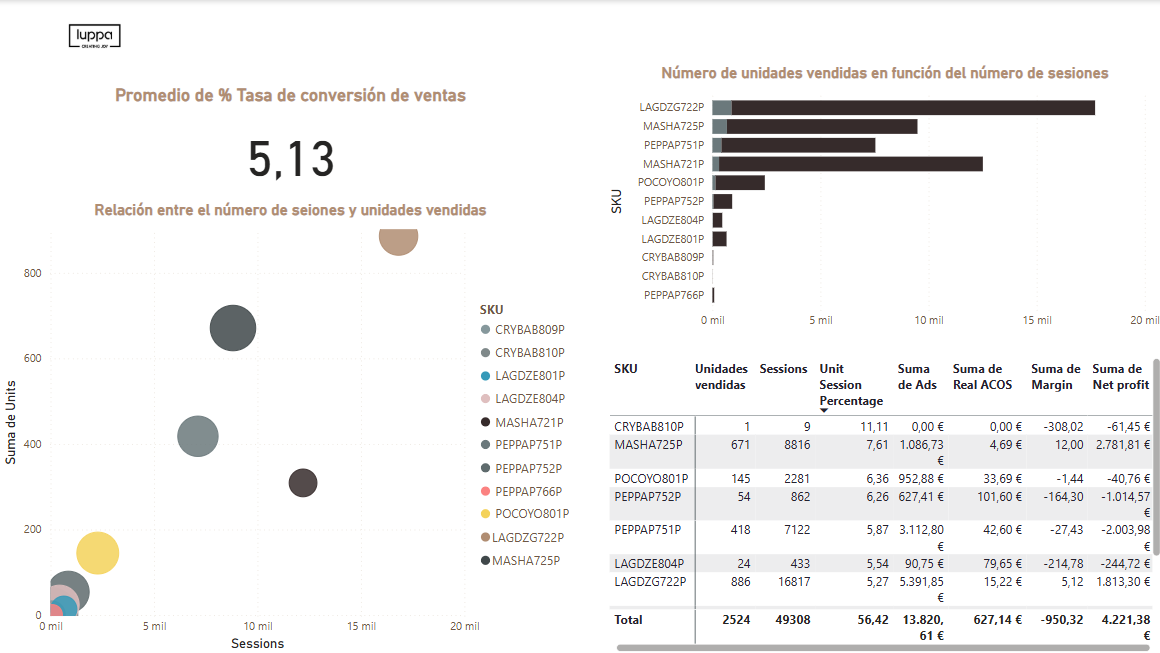 luppa
CREATING JOY
Promedio de % Tasa de conversión de ventas
5,13
Relación entre el número de seiones y unidades vendidas
Suma de Units
800
600
400
200
0
0 mil 5 mil 10 mil 15 mil 20 mil
Sessions
SKU
CRYBAB809P
CRYBAB810P
LAGDZE801P
LAGDZE804P
MASHA721P
PEPPAP751P
PEPPAP752P
PEPPAP766P
POCOYO801P
LAGDZG722P
MASHA725P
Número de unidades vendidas en función del número de sesiones
SKU
LAGDZG722P
MASHA725P
PEPPAP751P
MASHA721P
POCOYO801P
PEPPAP752P
LAGDZE804P
LAGDZE801P
CRYBAB809P
CRYBAB810P
PEPPAP766P
0 mil 5 mil 10 mil 15 mil 20 mil
SKU Unidades Sessions Unit Suma Suma de Suma de Suma de
vendidas Session de Ads Real ACOS Margin Net profit
Percentage
CRYBAB810P 1 9 11,11 0,00 € 0,00 € -308,02 -61,45 €
MASHA725P 671 8816 7,61 1.086,73 4,69 € 12,00 2.781,81 €
€
POCOYO801P 145 2281 6,36 952,88 € 33,69 € -1,44 -40,76 €
PEPPAP752P 54 862 6,26 627,41 € 101,60 € -164,30 -1.014,57
€
PEPPAP751P 418 7122 5,87 3.112,80 42,60 € -27,43 -2.003,98
€ €
LAGDZE804P 24 433 5,54 90,75 € 79,65 € -214,78 -244,72 €
LAGDZG722P 886 16817 5,27 5.391,85 15,22 € 5,12 1.813,30 €
€
Total 2524 49308 56,42 13.820, 627,14 € -950,32 4.221,38
61 € €